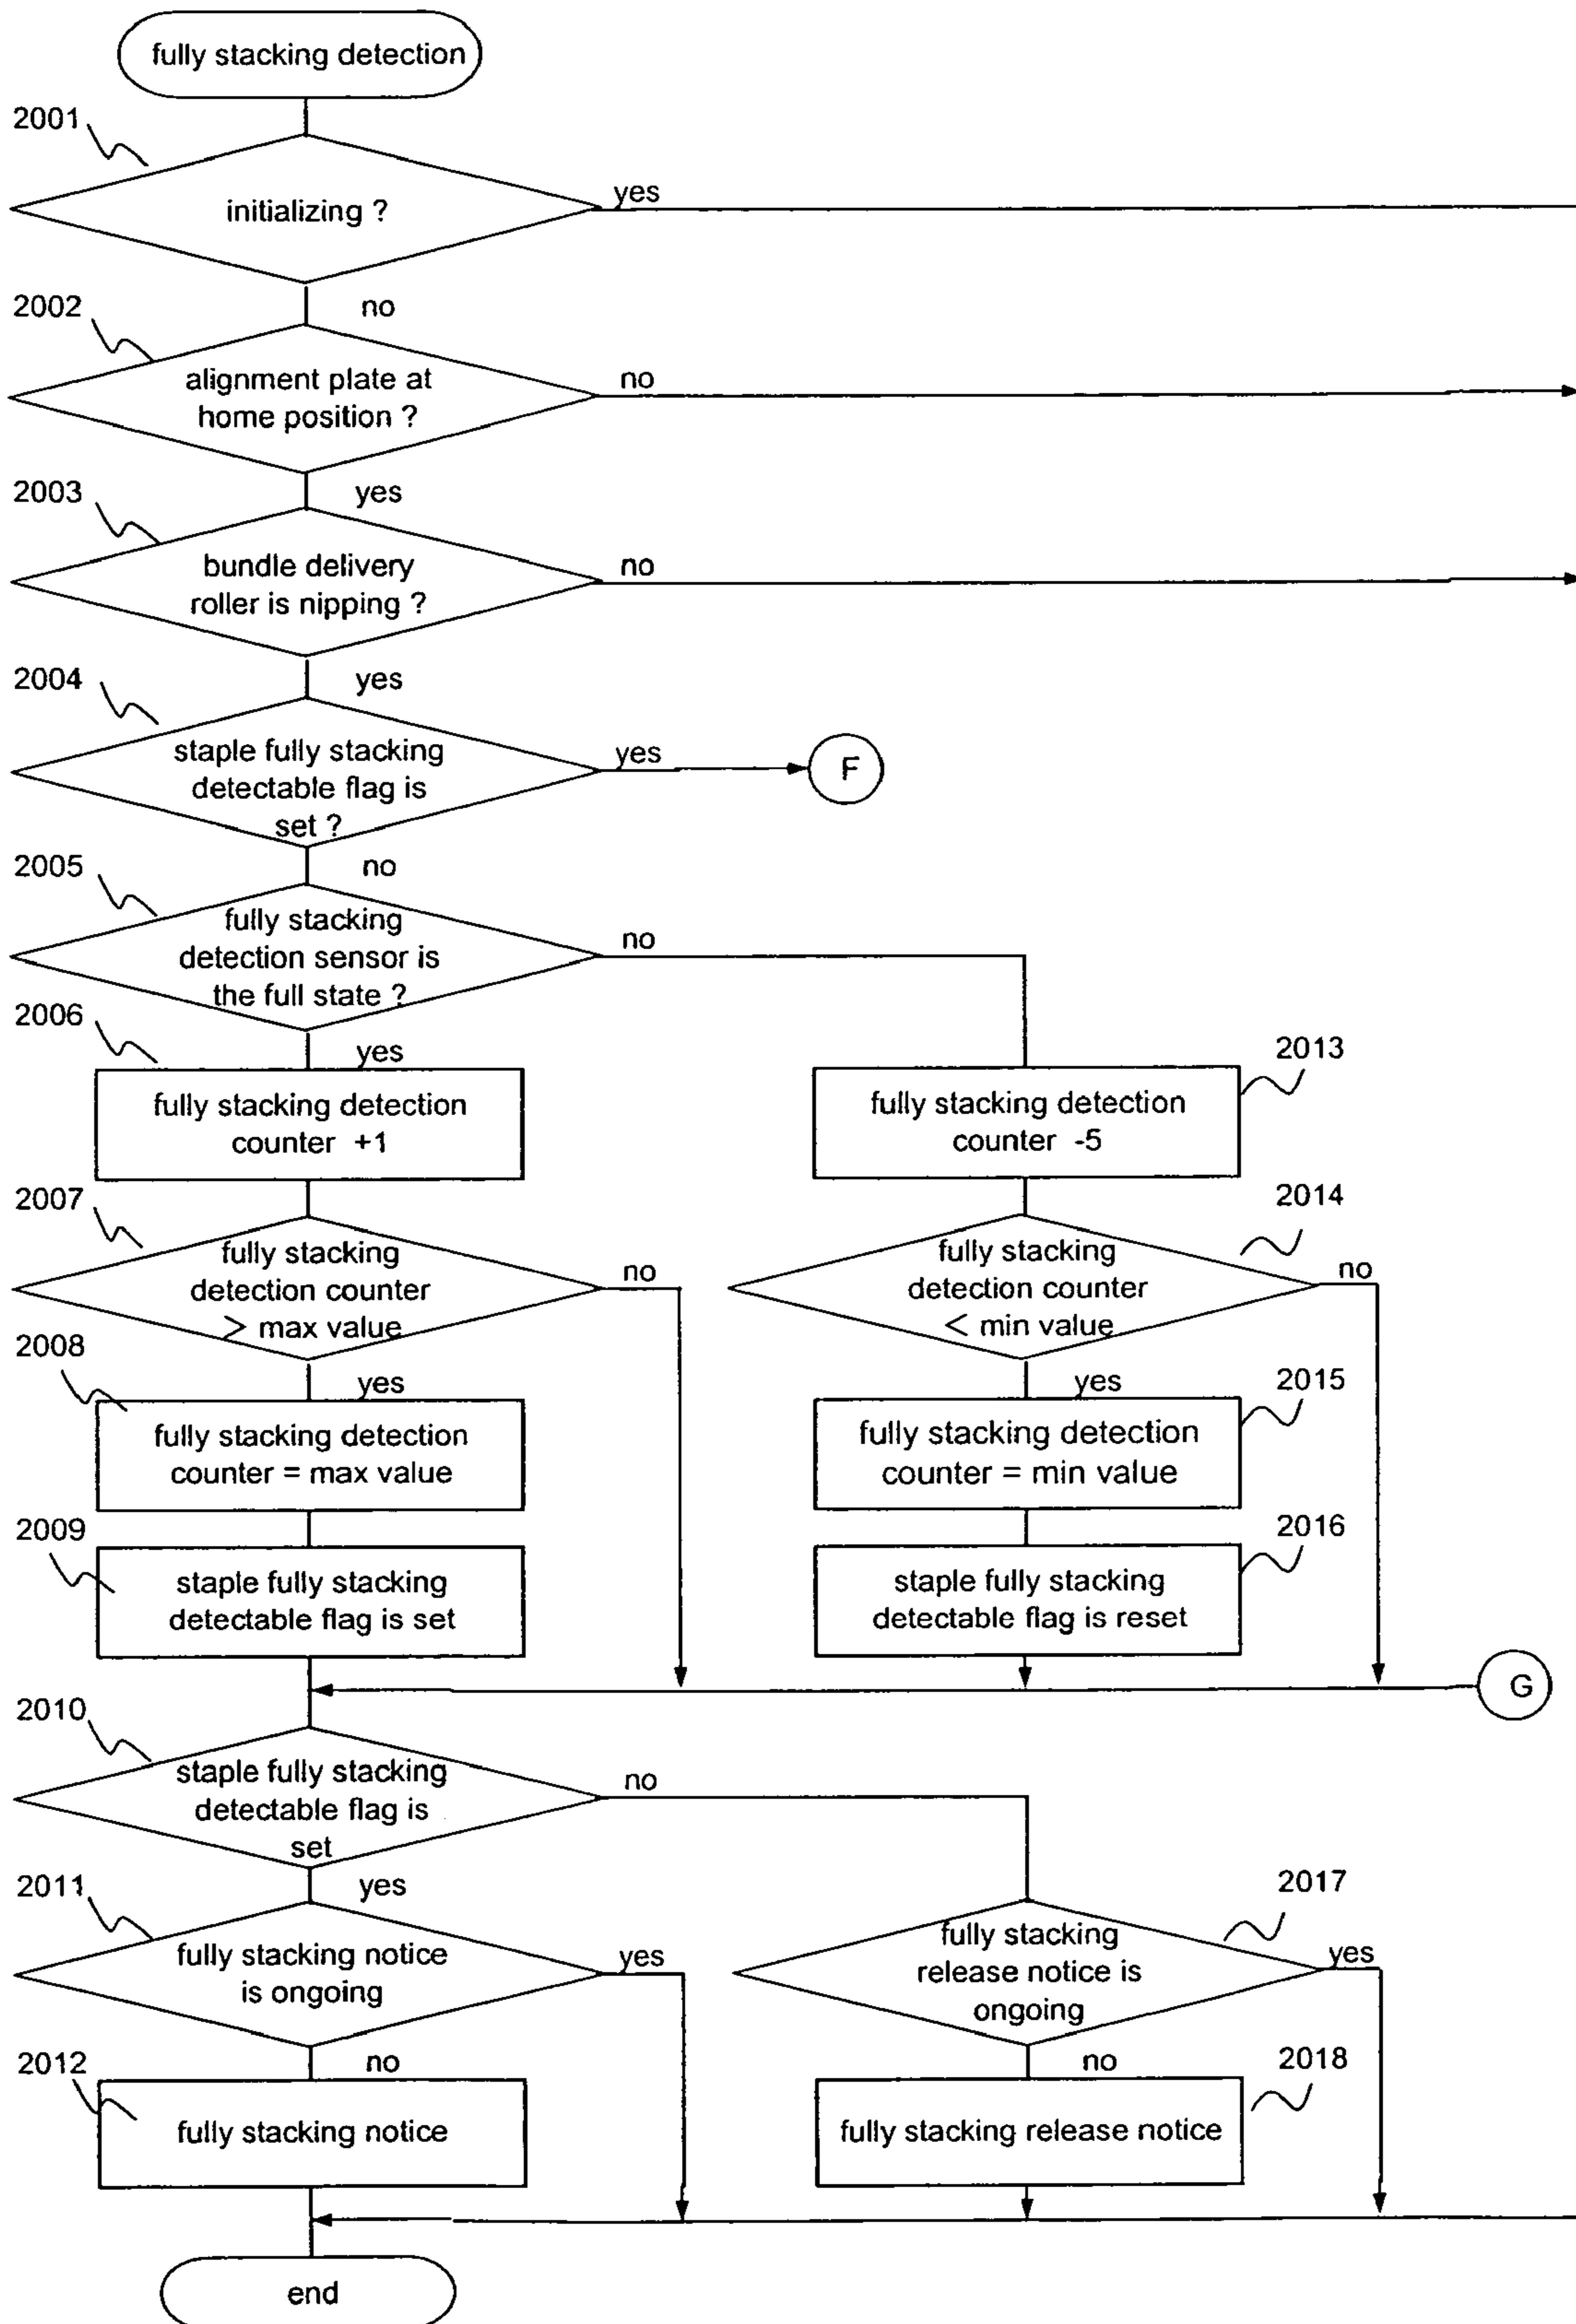 fully stacking detection
2001
initializing ?
yes
no
2002
alignment plate at
home position ?
no
yes
2003
bundle delivery
roller is nipping ?
no
yes
2004
staple fully stacking
detectable flag is
set ?
yes
F
no
2005
fully stacking
detection sensor is
the full state ?
no
yes
2006
fully stacking detection
counter +1
2013
fully stacking detection
counter -5
2007
fully stacking
detection counter
> max value
no
yes
2014
fully stacking
detection counter
< min value
no
yes
2008
fully stacking detection
counter = max value
2015
fully stacking detection
counter = min value
2009
staple fully stacking
detectable flag is set
2016
staple fully stacking
detectable flag is reset
G
2010
staple fully stacking
detectable flag is
set
no
yes
2011
fully stacking notice
is ongoing
yes
no
2017
fully stacking
release notice is
ongoing
yes
no
2012
fully stacking notice
2018
fully stacking release notice
end